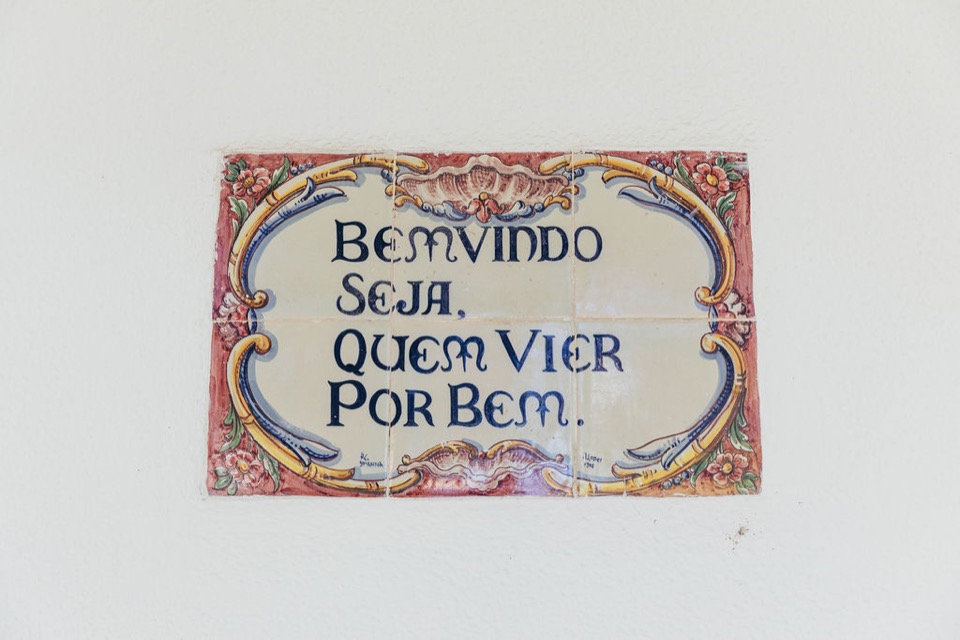 BEMVINDO
SEJA,
QUEM VIER
POR BEM.